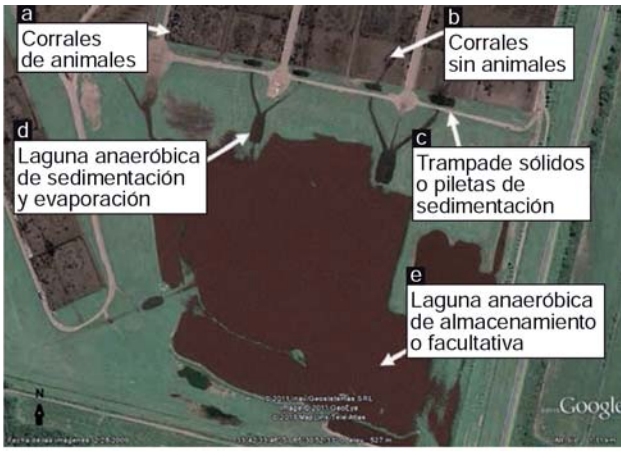 a
Corrales
de animales
b
Corrales
sin animales
d
Laguna anaeróbica
de sedimentación
y evaporación
c
Trampade sólidos
o piletas de
sedimentación
e
Laguna anaeróbica
de almacenamiento
o facultativa
N
Google